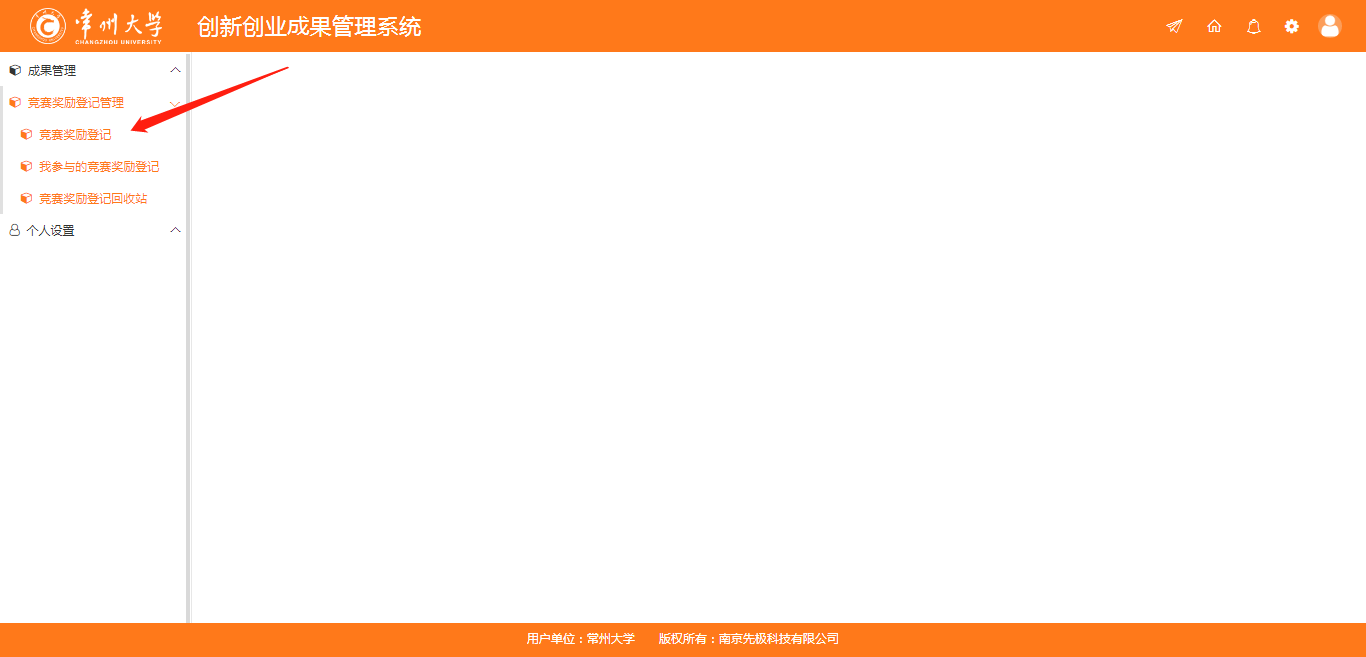 常州大学
CHANGZHOU UNIVERSITY
创新创业成果管理系统
成果管理
竞赛奖励登记管理
竞赛奖励登记
我参与的竞赛奖励登记
竞赛奖励登记回收站
个人设置
用户单位：常州大学 版权所有：南京先极科技有限公司